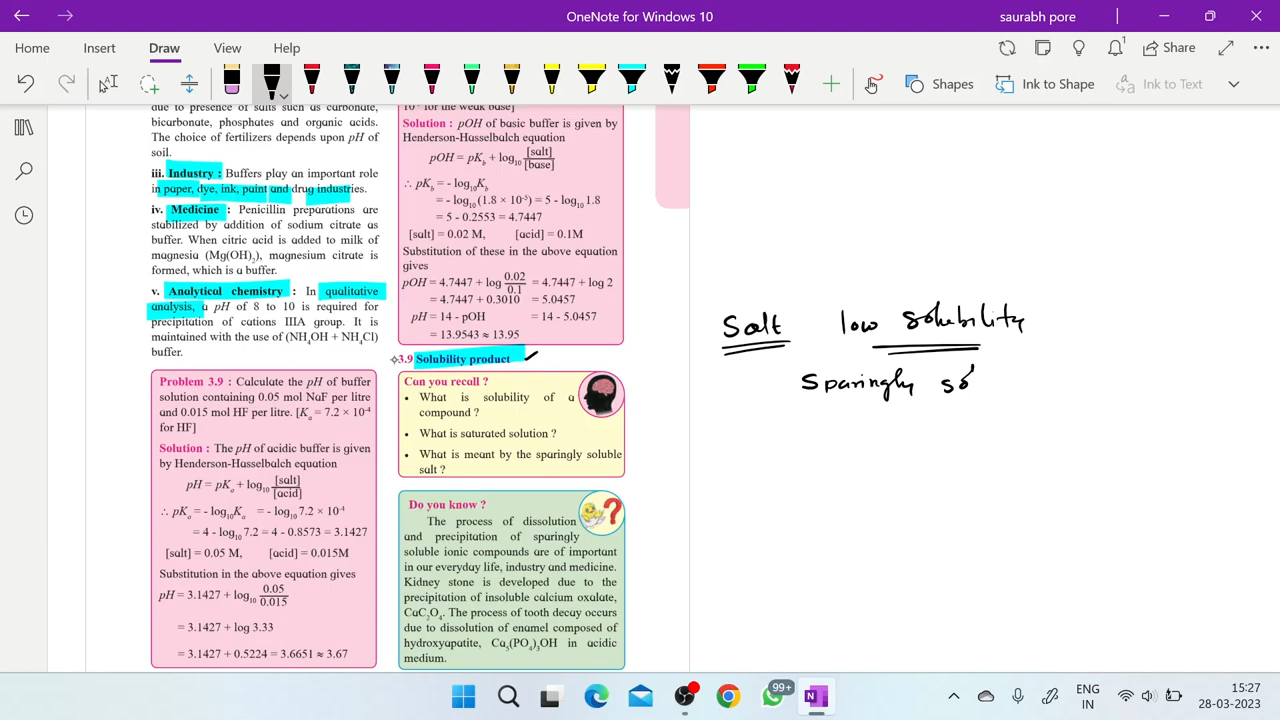 OneNote for Windows 10
saurabh pore
Home
Insert
Draw
View
Help
1
Share
Shapes
Ink to Shape
Ink to Text
due to presence of salts such as carbonate,
bicarbonate, phosphates and organic acids.
The choice of fertilizers depends upon pH of
soil.
iii. Industry : Buffers play an important role
in paper, dye, ink, paint and drug industries.
iv. Medicine : Penicillin preparations are
stabilized by addition of sodium citrate as
buffer. When citric acid is added to milk of
magnesia (Mg(OH)₂), magnesium citrate is
formed, which is a buffer.
v. Analytical chemistry : In qualitative
analysis, a pH of 8 to 10 is required for
precipitation of cations IIIA group. It is
maintained with the use of (NH₄OH + NH₄Cl)
buffer.
Problem 3.9 : Calculate the pH of buffer
solution containing 0.05 mol NaF per litre
and 0.015 mol HF per litre. [Kₐ = 7.2 × 10⁻⁴
for HF]
Solution : The pH of acidic buffer is given
by Henderson-Hasselbalch equation
pH = pKₐ + log₁₀ [salt]/[acid]
∴ pKₐ = - log₁₀Kₐ = - log₁₀ 7.2 × 10⁻⁴
= 4 - log₁₀ 7.2 = 4 - 0.8573 = 3.1427
[salt] = 0.05 M, [acid] = 0.015M
Substitution in the above equation gives
pH = 3.1427 + log₁₀ 0.05/0.015
= 3.1427 + log 3.33
= 3.1427 + 0.5224 = 3.6651 ≈ 3.67
10⁻⁵ for the weak base]
Solution : pOH of basic buffer is given by
Henderson-Hasselbalch equation
pOH = pK_b + log₁₀ [salt]/[base]
∴ pK_b = - log₁₀K_b
= - log₁₀ (1.8 × 10⁻⁵) = 5 - log₁₀ 1.8
= 5 - 0.2553 = 4.7447
[salt] = 0.02 M, [acid] = 0.1M
Substitution of these in the above equation
gives
pOH = 4.7447 + log 0.02/0.1 = 4.7447 + log 2
= 4.7447 + 0.3010 = 5.0457
pH = 14 - pOH = 14 - 5.0457
= 13.9543 ≈ 13.95
3.9 Solubility product
Can you recall ?
• What is solubility of a
compound ?
• What is saturated solution ?
• What is meant by the sparingly soluble
salt ?
Do you know ?
The process of dissolution
and precipitation of sparingly
soluble ionic compounds are of important
in our everyday life, industry and medicine.
Kidney stone is developed due to the
precipitation of insoluble calcium oxalate,
CaC₂O₄. The process of tooth decay occurs
due to dissolution of enamel composed of
hydroxyapatite, Ca₅(PO₄)₃OH in acidic
medium.
Salt low solubility
Sparingly so
99+
ENG
IN
15:27
28-03-2023